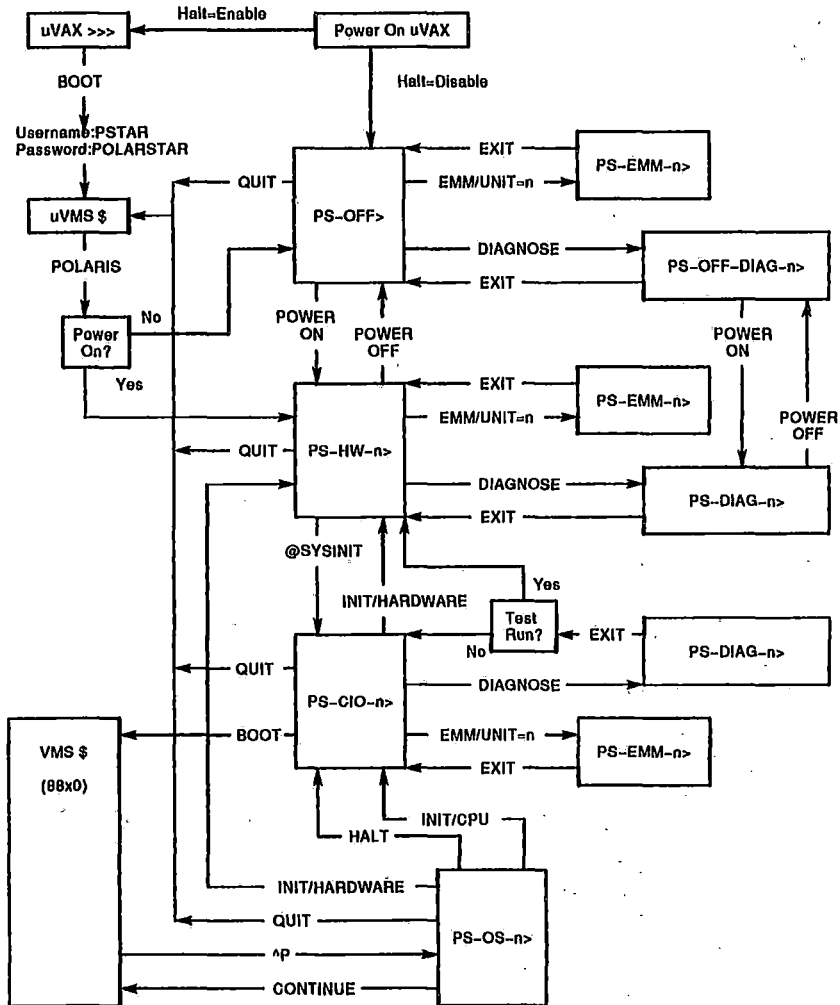 Halt=Enable
uVAX >>>
Power On uVAX
BOOT
Halt=Disable
Username:PSTAR
Password:POLARSTAR
EXIT
PS-EMM-n>
QUIT
EMM/UNIT=n
uVMS $
PS-OFF>
POLARIS
DIAGNOSE
PS-OFF-DIAG-n>
EXIT
No
Power
On?
POWER
ON
POWER
OFF
POWER
ON
Yes
EXIT
PS-EMM-n>
EMM/UNIT=n
POWER
OFF
QUIT
PS-HW-n>
DIAGNOSE
PS-DIAG-n>
EXIT
@SYSINIT
Yes
INIT/HARDWARE
Test
Run?
EXIT
PS-DIAG-n>
No
QUIT
DIAGNOSE
PS-CIO-n>
BOOT
EMM/UNIT=n
PS-EMM-n>
VMS $
EXIT
(88x0)
INIT/CPU
HALT
INIT/HARDWARE
QUIT
PS-OS-n>
^P
CONTINUE